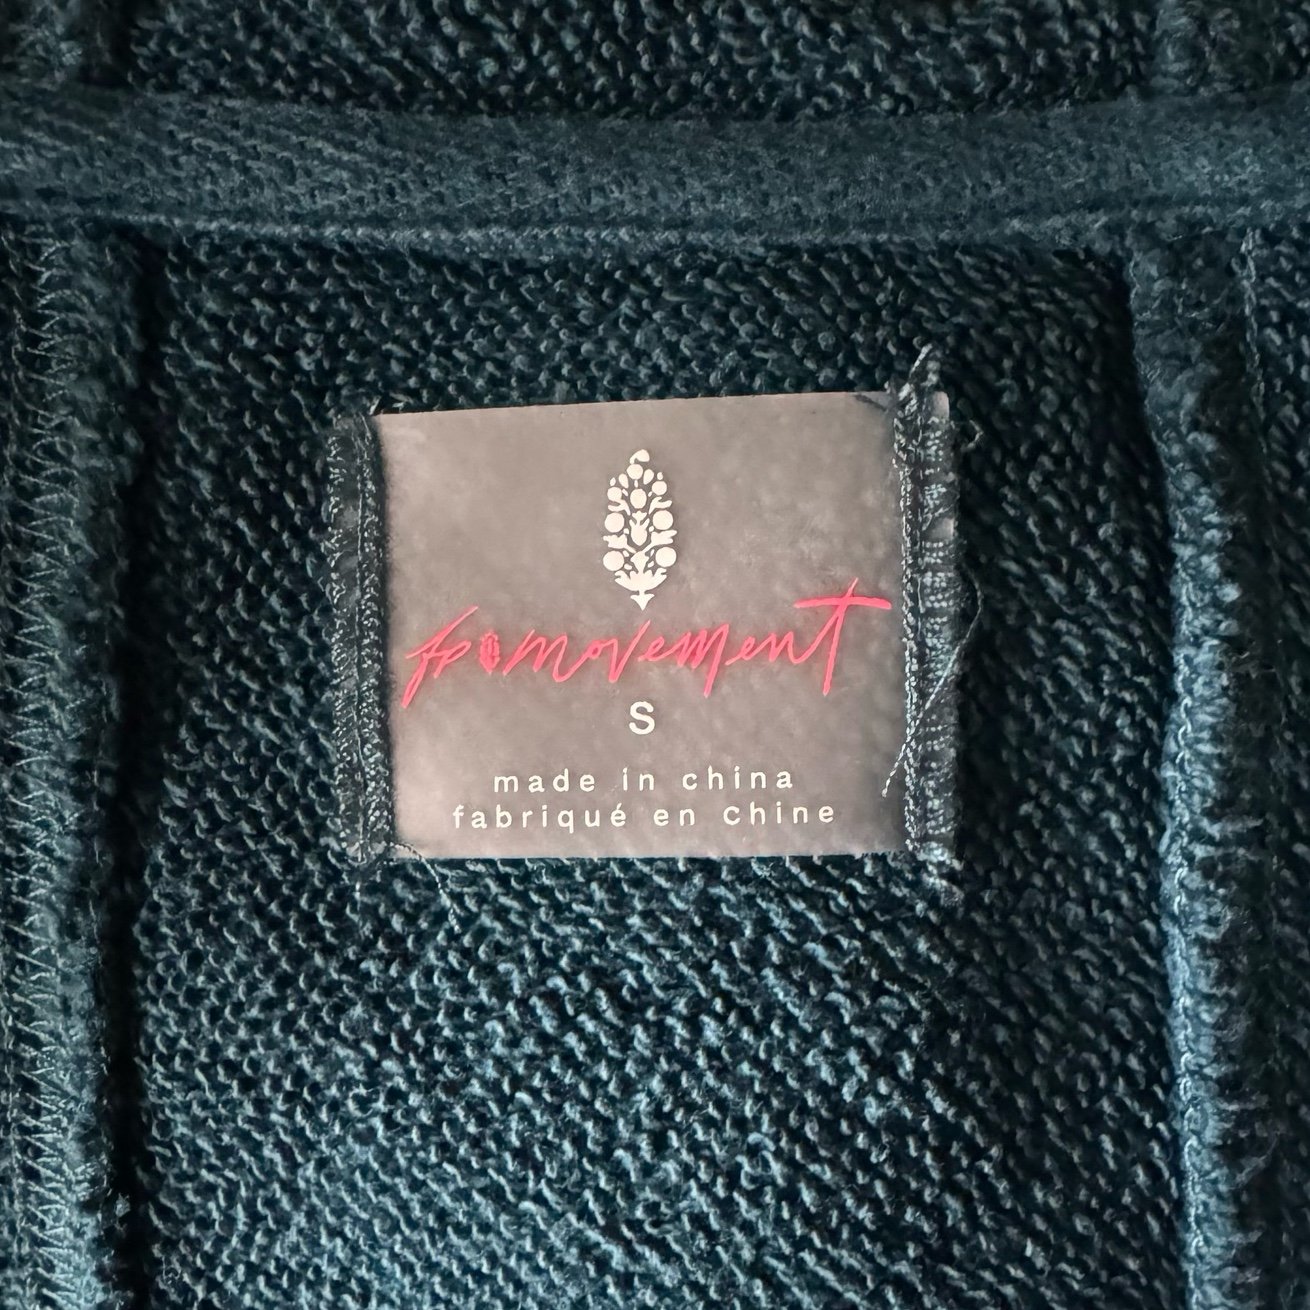 fp movement
S
made in china
fabriqué en chine